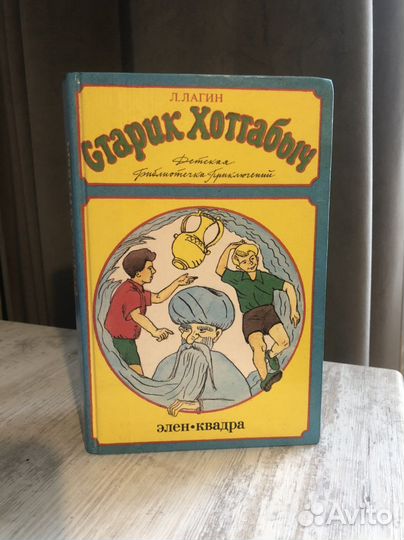 Л. ЛАГИН
Старик Хоттабыч
Детская
Библиотечка приключений
элен•квадра
Avito